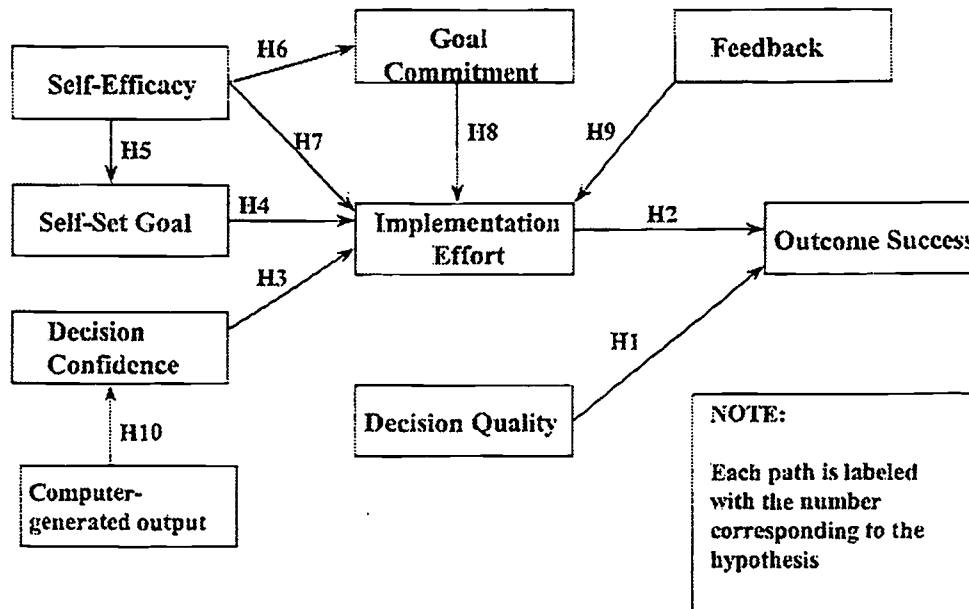 Self-Efficacy
H6
Goal
Commitment
Feedback
H5
H7
H8
H9
Self-Set Goal
H4
Implementation
Effort
H2
Outcome Success
H3
Decision
Confidence
H1
Decision Quality
H10
Computer-
generated output
NOTE:
Each path is labeled
with the number
corresponding to the
hypothesis